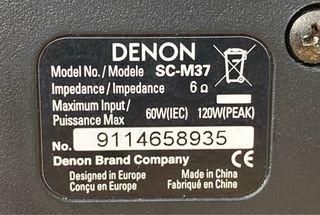 DENON
Model No./ Modele SC-M37
Impedance / Impedance 6 Ω
Maximum Input /
Puissance Max 60W(IEC) 120W(PEAK)
No. 9114658935
Denon Brand Company CE
Designed in Europe Made in China
Conçu en Europe Fabriqué en Chine